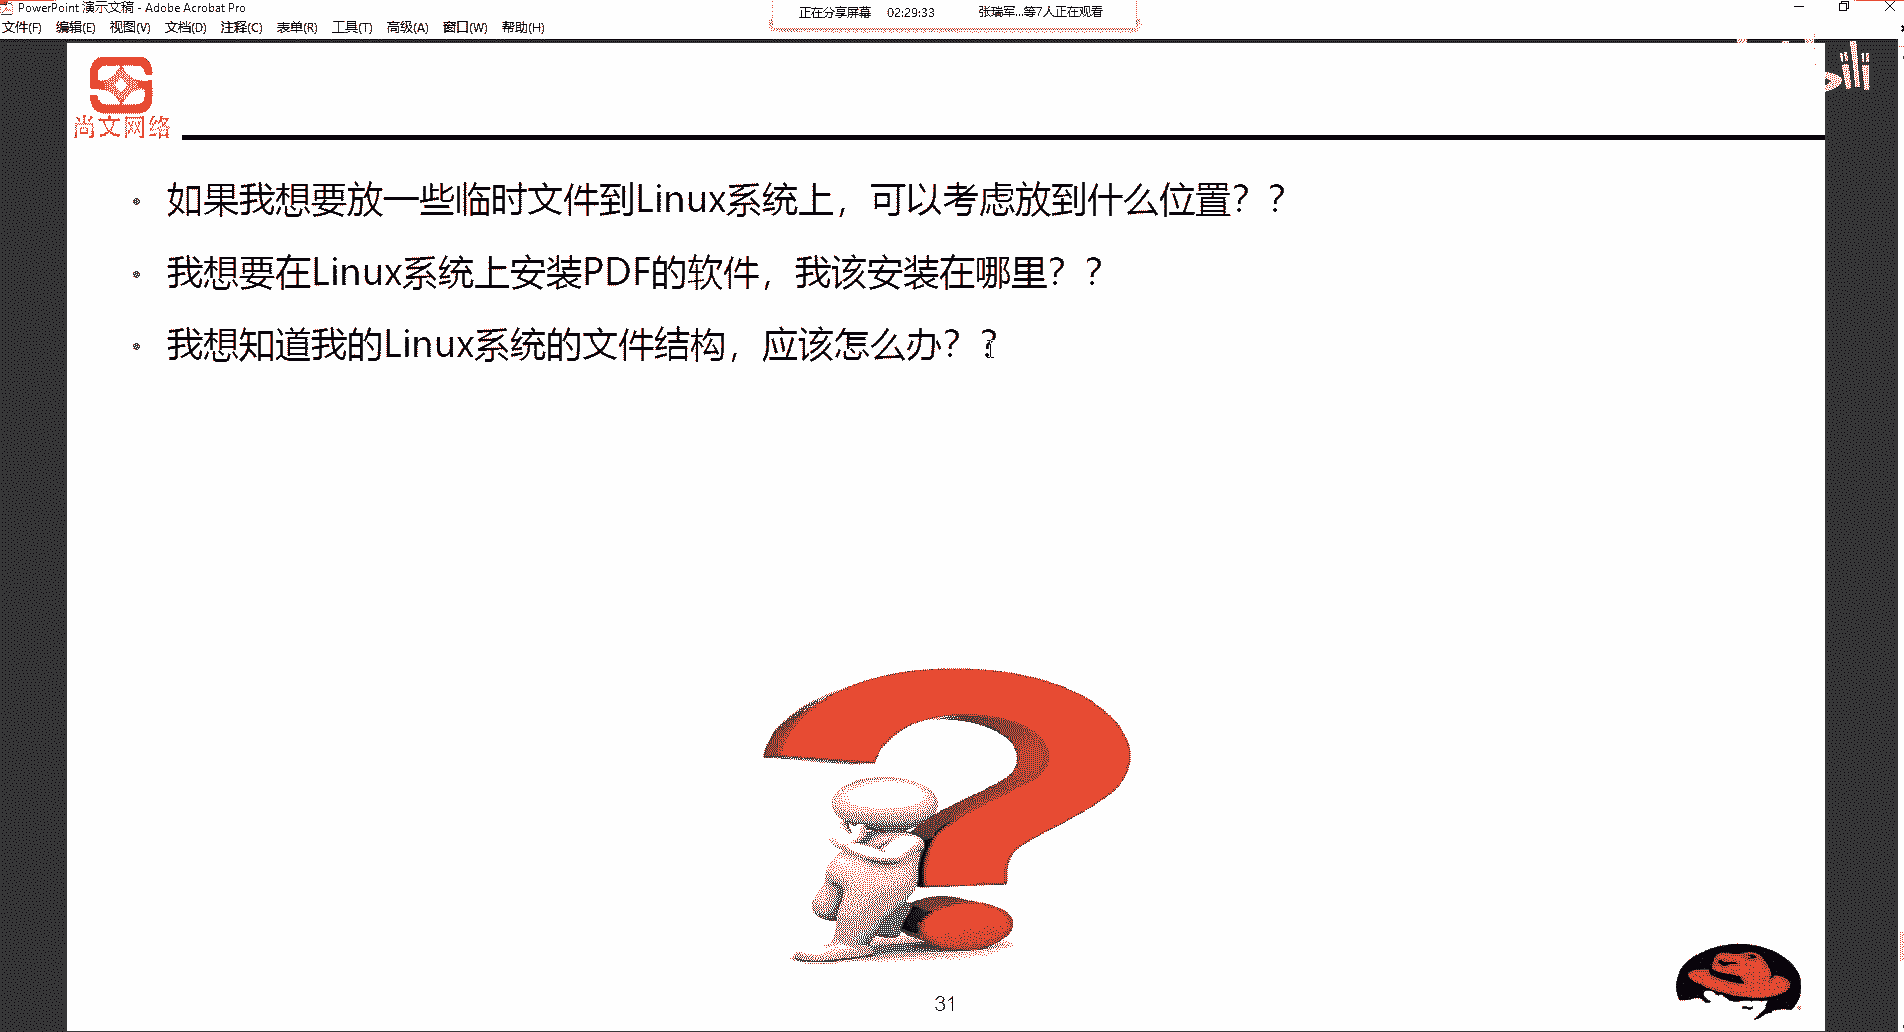 PowerPoint 演示文稿 - Adobe Acrobat Pro
正在分享屏幕 02:29:33 张瑞军...等7人正在观看
文件(F) 编辑(E) 视图(V) 文档(D) 注释(C) 表单(R) 工具(T) 高级(A) 窗口(W) 帮助(H)
尚文网络
• 如果我想要放一些临时文件到Linux系统上，可以考虑放到什么位置？？
• 我想要在Linux系统上安装PDF的软件，我该安装在哪里？？
• 我想知道我的Linux系统的文件结构，应该怎么办？？
31